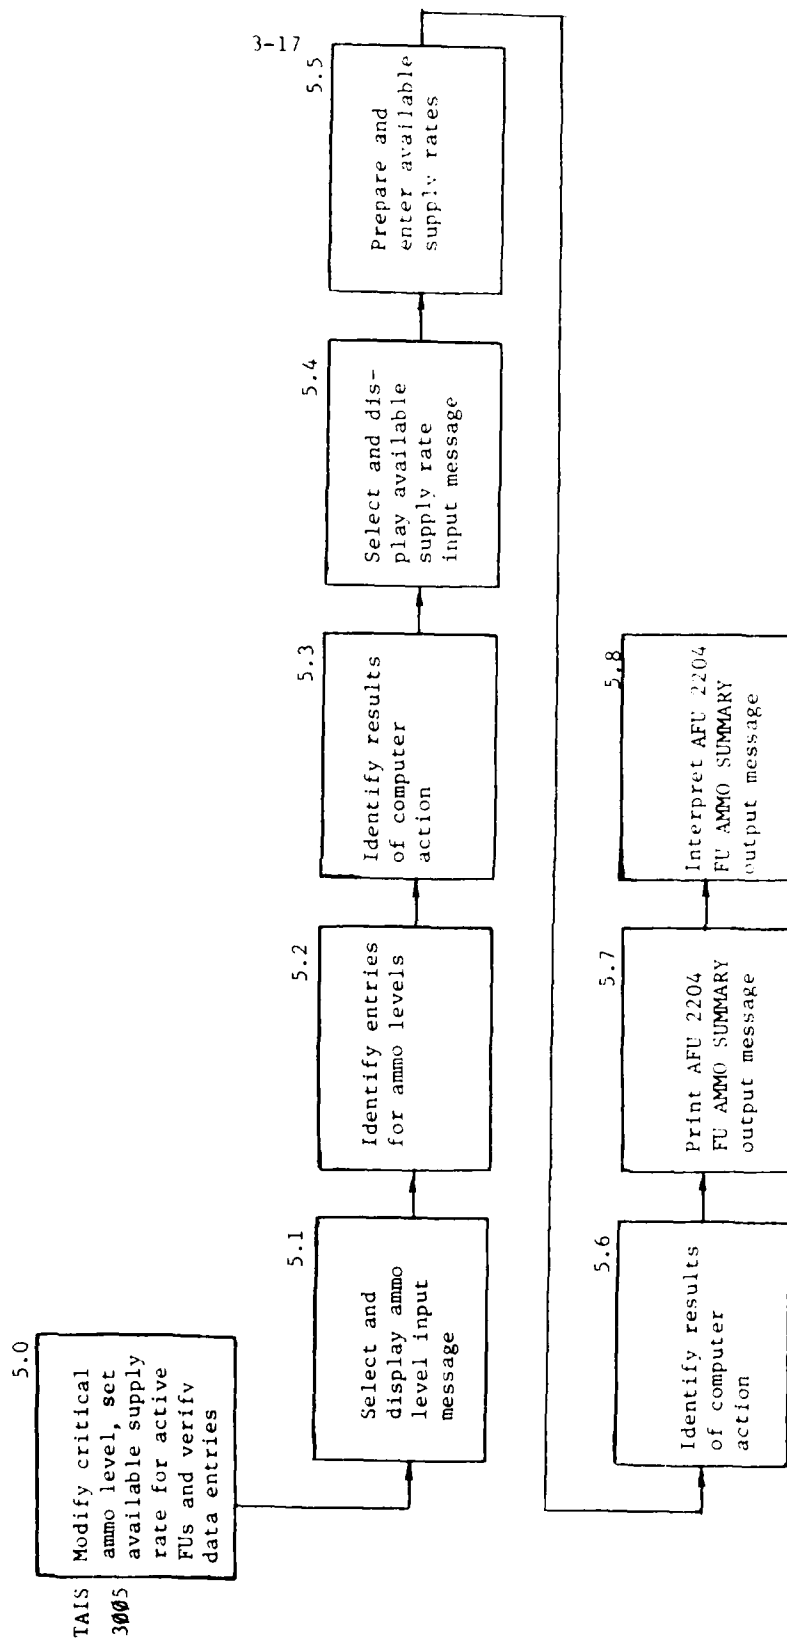 3-17
5.0
TAIS
3005
Modify critical
ammo level, set
available supply
rate for active
FUs and verify
data entries
5.1
Select and
display ammo
level input
message
5.2
Identify entries
for ammo levels
5.3
Identify results
of computer
action
5.4
Select and dis-
play available
supply rate
input message
5.5
Prepare and
enter available
supply rates
5.6
Identify results
of computer
action
5.7
Print AFU 2204
FU AMMO SUMMARY
output message
5.8
Interpret AFU 2204
FU AMMO SUMMARY
output message